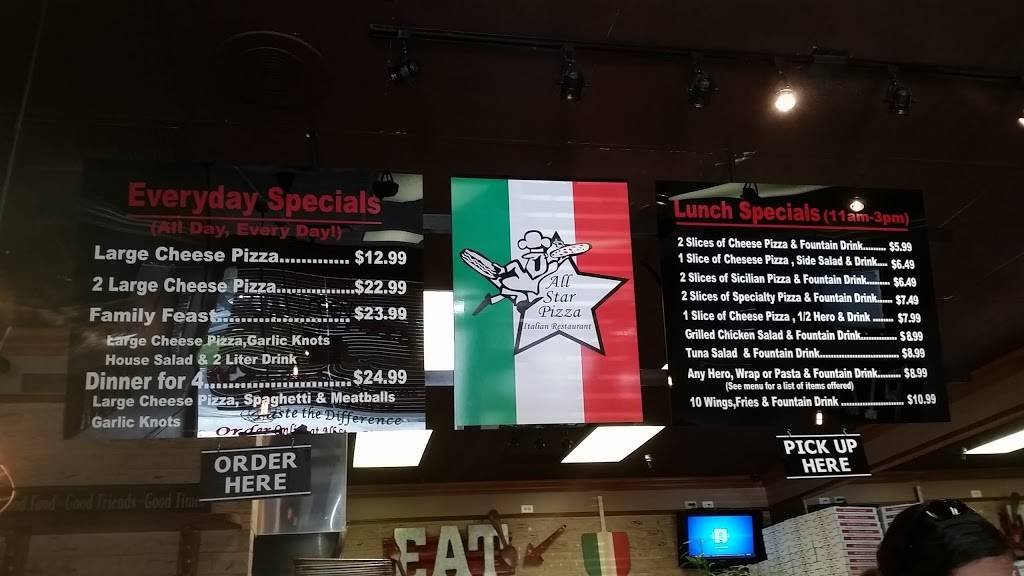 Everyday Specials
(All Day, Every Day!)
Large Cheese Pizza.............. $12.99
2 Large Cheese Pizza............$22.99
Family Feast........................$23.99
Large Cheese Pizza,Garlic Knots
House Salad & 2 Liter Drink
Dinner for 4..........................$24.99
Large Cheese Pizza, Spaghetti & Meatballs
Garlic Knots
Taste the Difference
Order
All
Star
Pizza
Italian Restaurant
Lunch Specials (11am-3pm)
2 Slices of Cheese Pizza & Fountain Drink......... $5.99
1 Slice of Chesese Pizza , Side Salad & Drink.... $6.49
2 Slices of Sicilian Pizza & Fountain Drink........ $6.49
2 Slices of Specialty Pizza & Fountain Drink..... $7.49
1 Slice of Cheese Pizza , 1/2 Hero & Drink ........ $7.99
Grilled Chicken Salad & Fountain Drink............ $8.99
Tuna Salad & Fountain Drink........................ $8.99
Any Hero, Wrap or Pasta & Fountain Drink......... $8.99
(See menu for a list of items offered)
10 Wings,Fries & Fountain Drink ...................... $10.99
ORDER
HERE
PICK UP
HERE
Food · Good Friends · Good Times
EAT